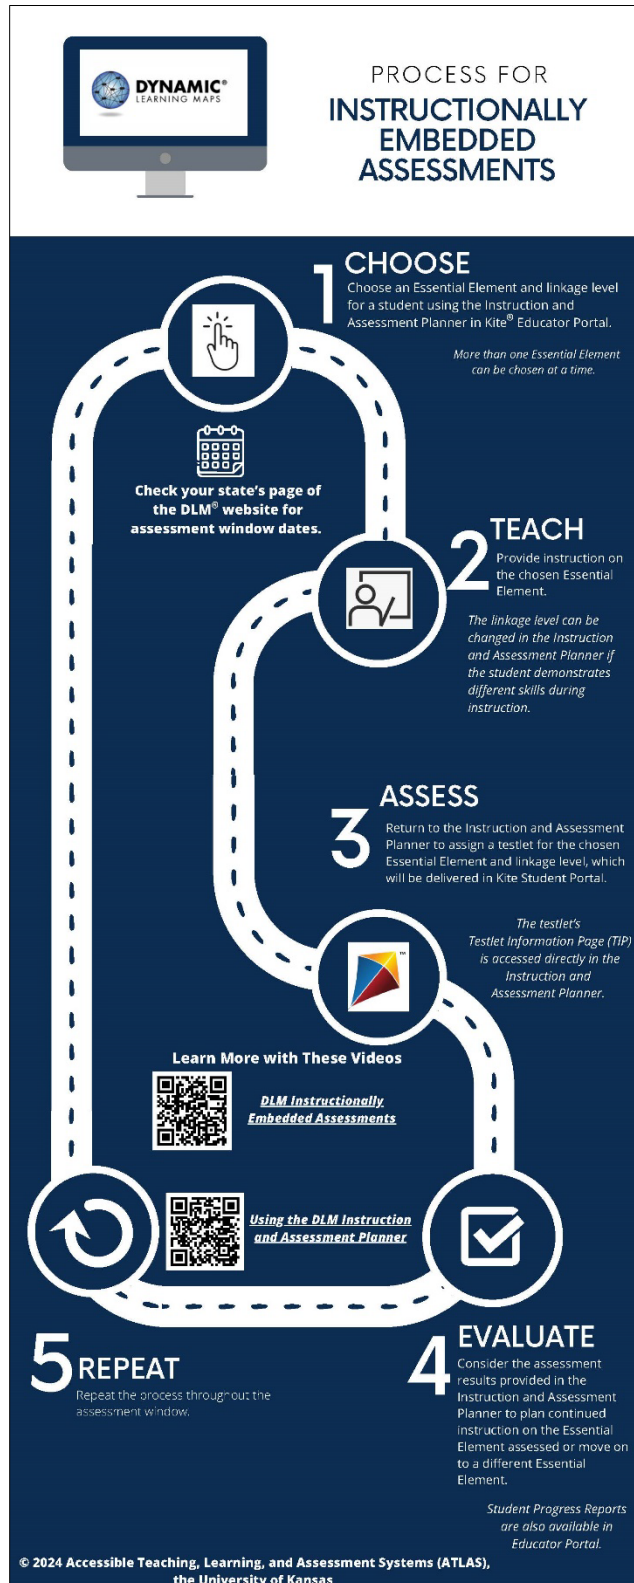 DYNAMIC®
LEARNING MAPS
PROCESS FOR
INSTRUCTIONALLY
EMBEDDED
ASSESSMENTS
1 CHOOSE
Choose an Essential Element and linkage level
for a student using the Instruction and
Assessment Planner in Kite® Educator Portal.
More than one Essential Element
can be chosen at a time.
Check your state's page of
the DLM® website for
assessment window dates.
2 TEACH
Provide instruction on
the chosen Essential
Element.
The linkage level can be
changed in the Instruction
and Assessment Planner if
the student demonstrates
different skills during
instruction.
3 ASSESS
Return to the Instruction and Assessment
Planner to assign a testlet for the chosen
Essential Element and linkage level, which
will be delivered in Kite Student Portal.
The testlet's
Testlet Information Page (TIP)
is accessed directly in the
Instruction and
Assessment Planner.
TM
Learn More with These Videos
DLM Instructionally
Embedded Assessments
Using the DLM Instruction
and Assessment Planner
4 EVALUATE
Consider the assessment
results provided in the
Instruction and Assessment
Planner to plan continued
instruction on the Essential
Element assessed or move on
to a different Essential
Element.
Student Progress Reports
are also available in
Educator Portal.
5 REPEAT
Repeat the process throughout the
assessment window.
© 2024 Accessible Teaching, Learning, and Assessment Systems (ATLAS),
the University of Kansas